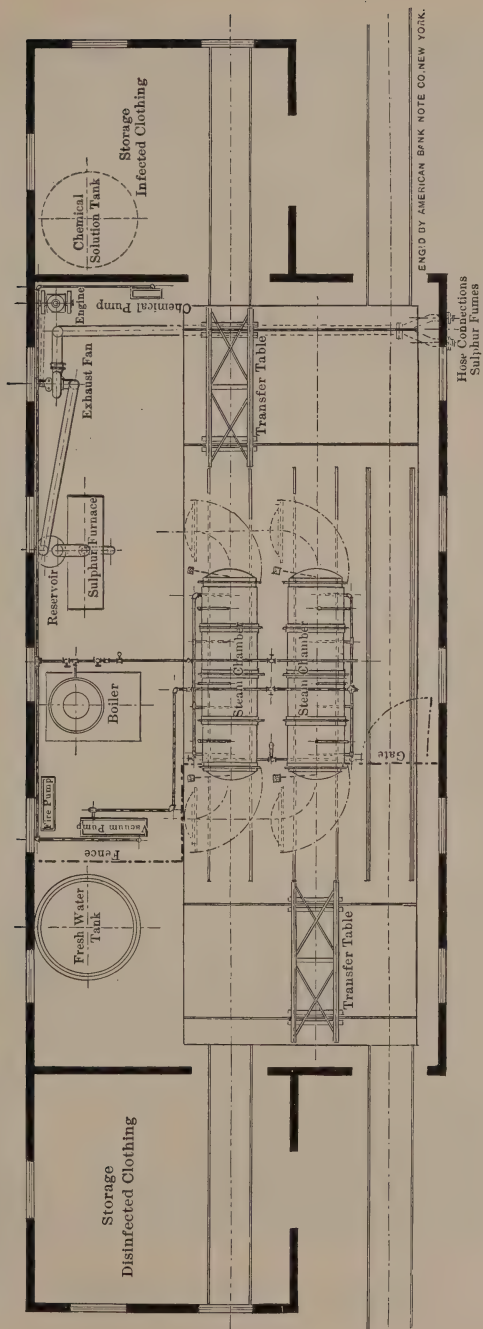 Storage
Infected Clothing
Chemical
Solution Tank
Engine
Chemical Pump
Exhaust Fan
Transfer Table
Hose Connections
Sulphur Fumes
Reservoir
Sulphur Furnace
Steam Chamber
Steam Chamber
Boiler
Gate
Fire Pump
Vacuum Pump
Fence
Fresh Water
Tank
Transfer Table
Storage
Disinfected Clothing
ENG'D BY AMERICAN BANK NOTE CO. NEW YORK.